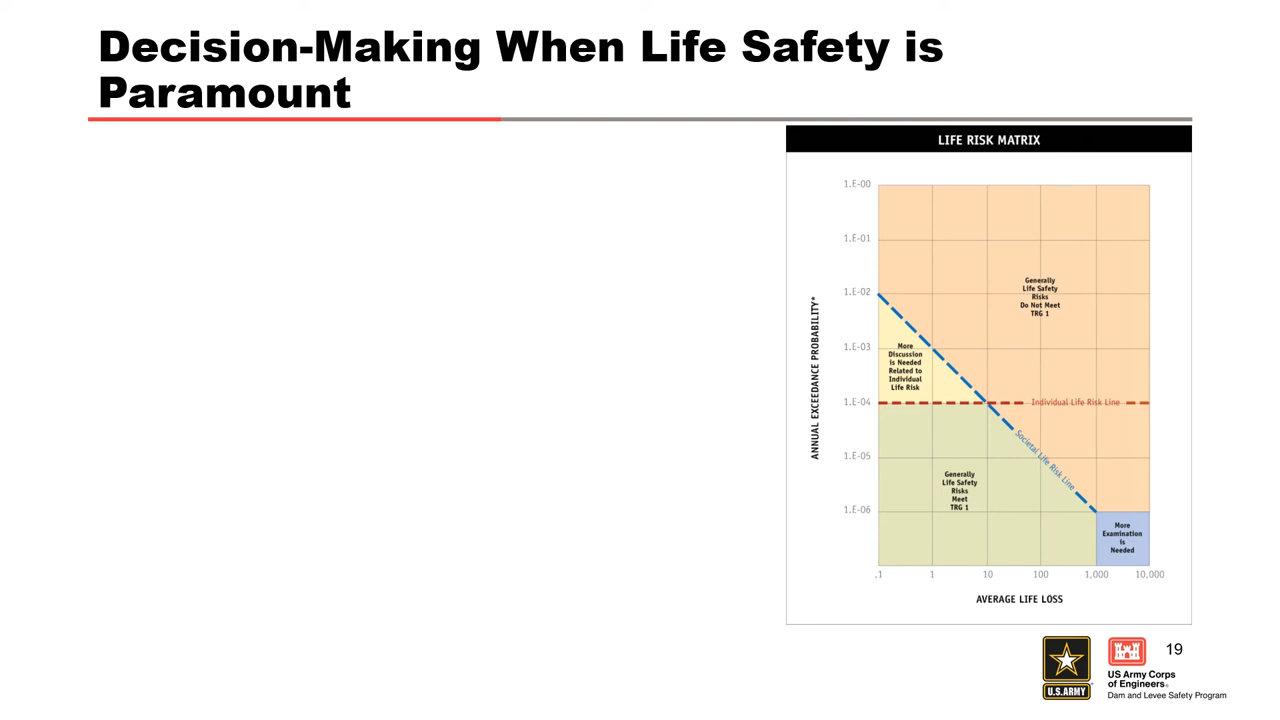 Decision-Making When Life Safety is
Paramount
LIFE RISK MATRIX
ANNUAL EXCEEDANCE PROBABILITY*
1.E-00
1.E-01
1.E-02
1.E-03
1.E-04
1.E-05
1.E-06
Generally
Life Safety
Risks
Do Not Meet
TRG 1
More
Discussion
is Needed
Related to
Individual
Life Risk
Individual Life Risk Line
Societal Life Risk Line
Generally
Life Safety
Risks
Meet
TRG 1
More
Examination
is
Needed
.1 1 10 100 1,000 10,000
AVERAGE LIFE LOSS
U.S.ARMY
US Army Corps
of Engineers®
Dam and Levee Safety Program
19